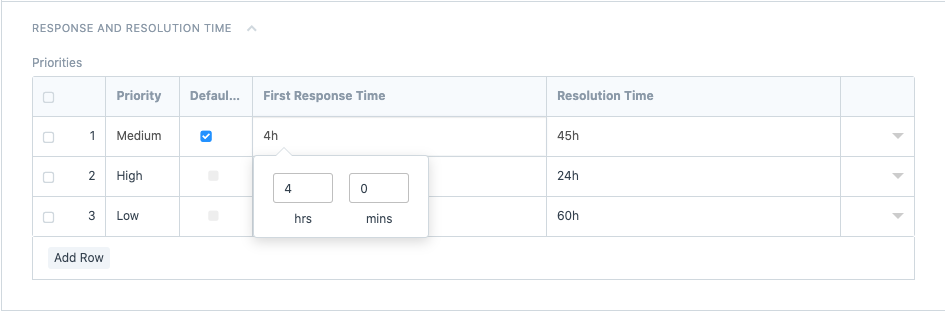 RESPONSE AND RESOLUTION TIME
Priorities
Priority Defaul... First Response Time Resolution Time
1 Medium 4h 45h
2 High 24h
4 0
hrs mins
3 Low 60h
Add Row